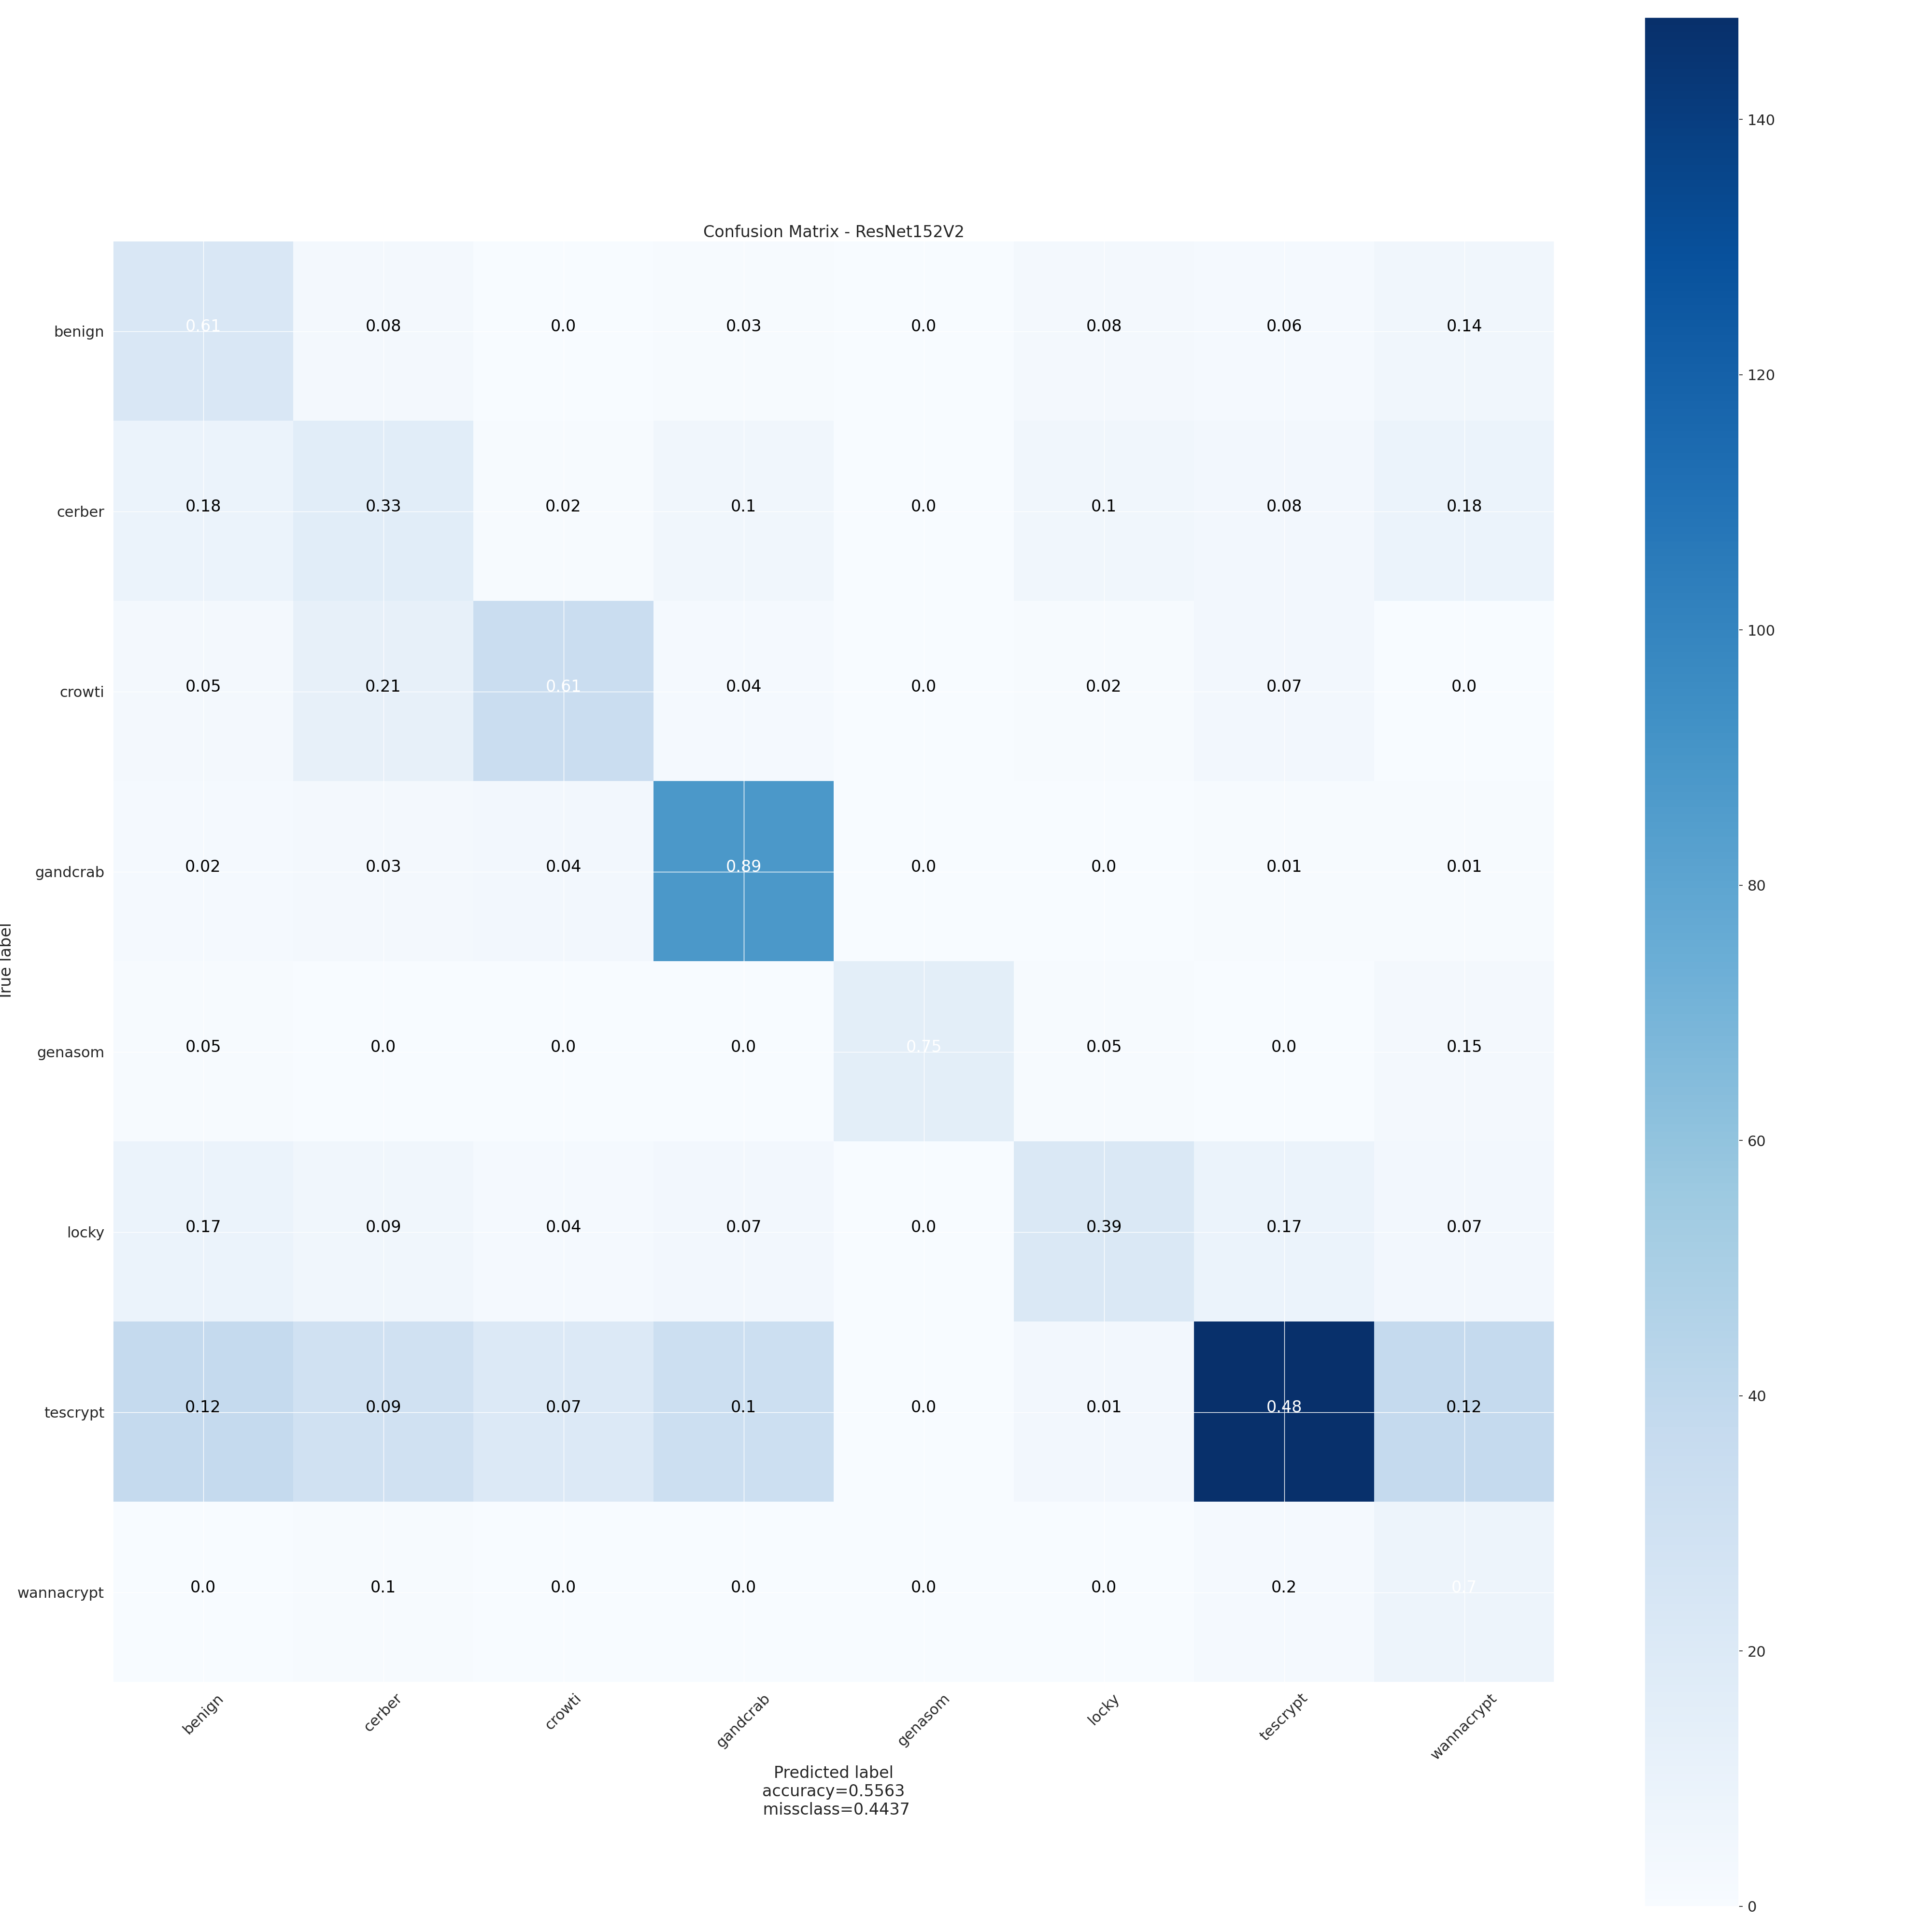 Confusion Matrix - ResNet152V2
benign 0.61 0.08 0.0 0.03 0.0 0.08 0.06 0.14
cerber 0.18 0.33 0.02 0.1 0.0 0.1 0.08 0.18
crowti 0.05 0.21 0.61 0.04 0.0 0.02 0.07 0.0
gandcrab 0.02 0.03 0.04 0.89 0.0 0.0 0.01 0.01
genasom 0.05 0.0 0.0 0.0 0.75 0.05 0.0 0.15
locky 0.17 0.09 0.04 0.07 0.0 0.39 0.17 0.07
tescrypt 0.12 0.09 0.07 0.1 0.0 0.01 0.48 0.12
wannacrypt 0.0 0.1 0.0 0.0 0.0 0.0 0.2 0.7
True label
benign cerber crowti gandcrab genasom locky tescrypt wannacrypt
Predicted label
accuracy=0.5563
missclass=0.4437
140
120
100
80
60
40
20
0